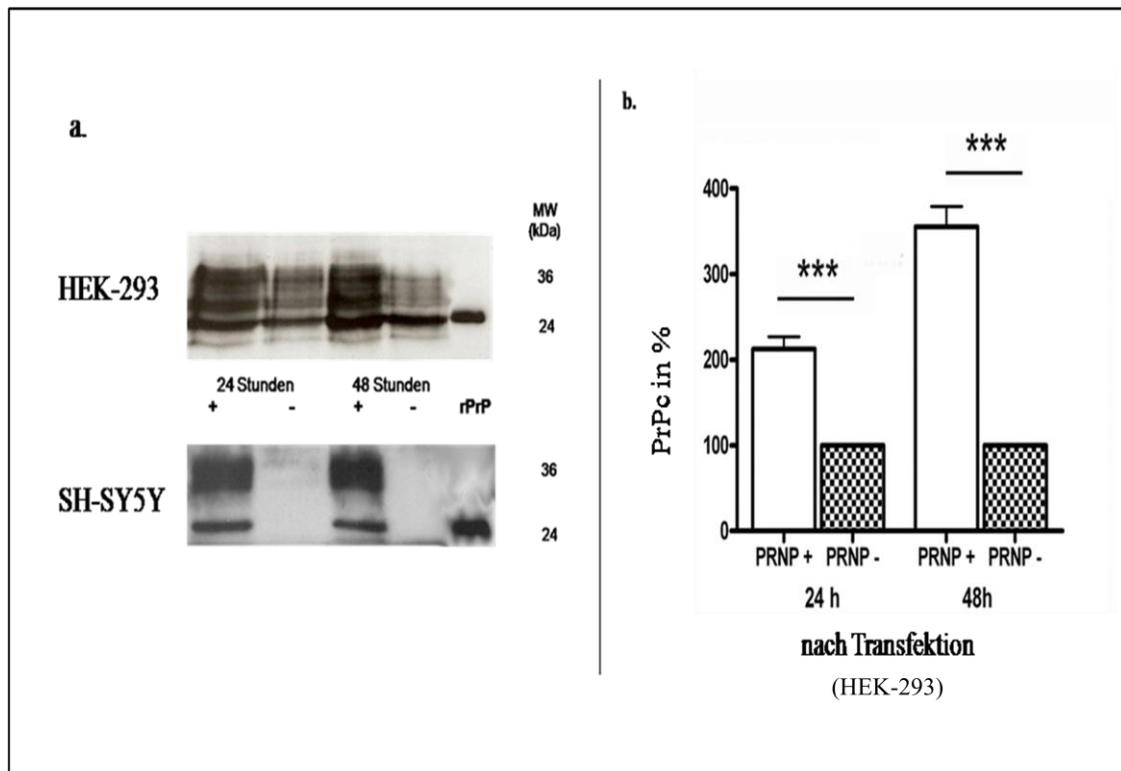 a.
MW
(kDa)
HEK-293
36
24
24 Stunden 48 Stunden
+ - + - rPrP
SH-SY5Y
36
24
b.
*** 
***
400
300
200
100
0
PrPc in %
PRNP + PRNP - PRNP + PRNP -
24 h 48h
nach Transfektion
(HEK-293)